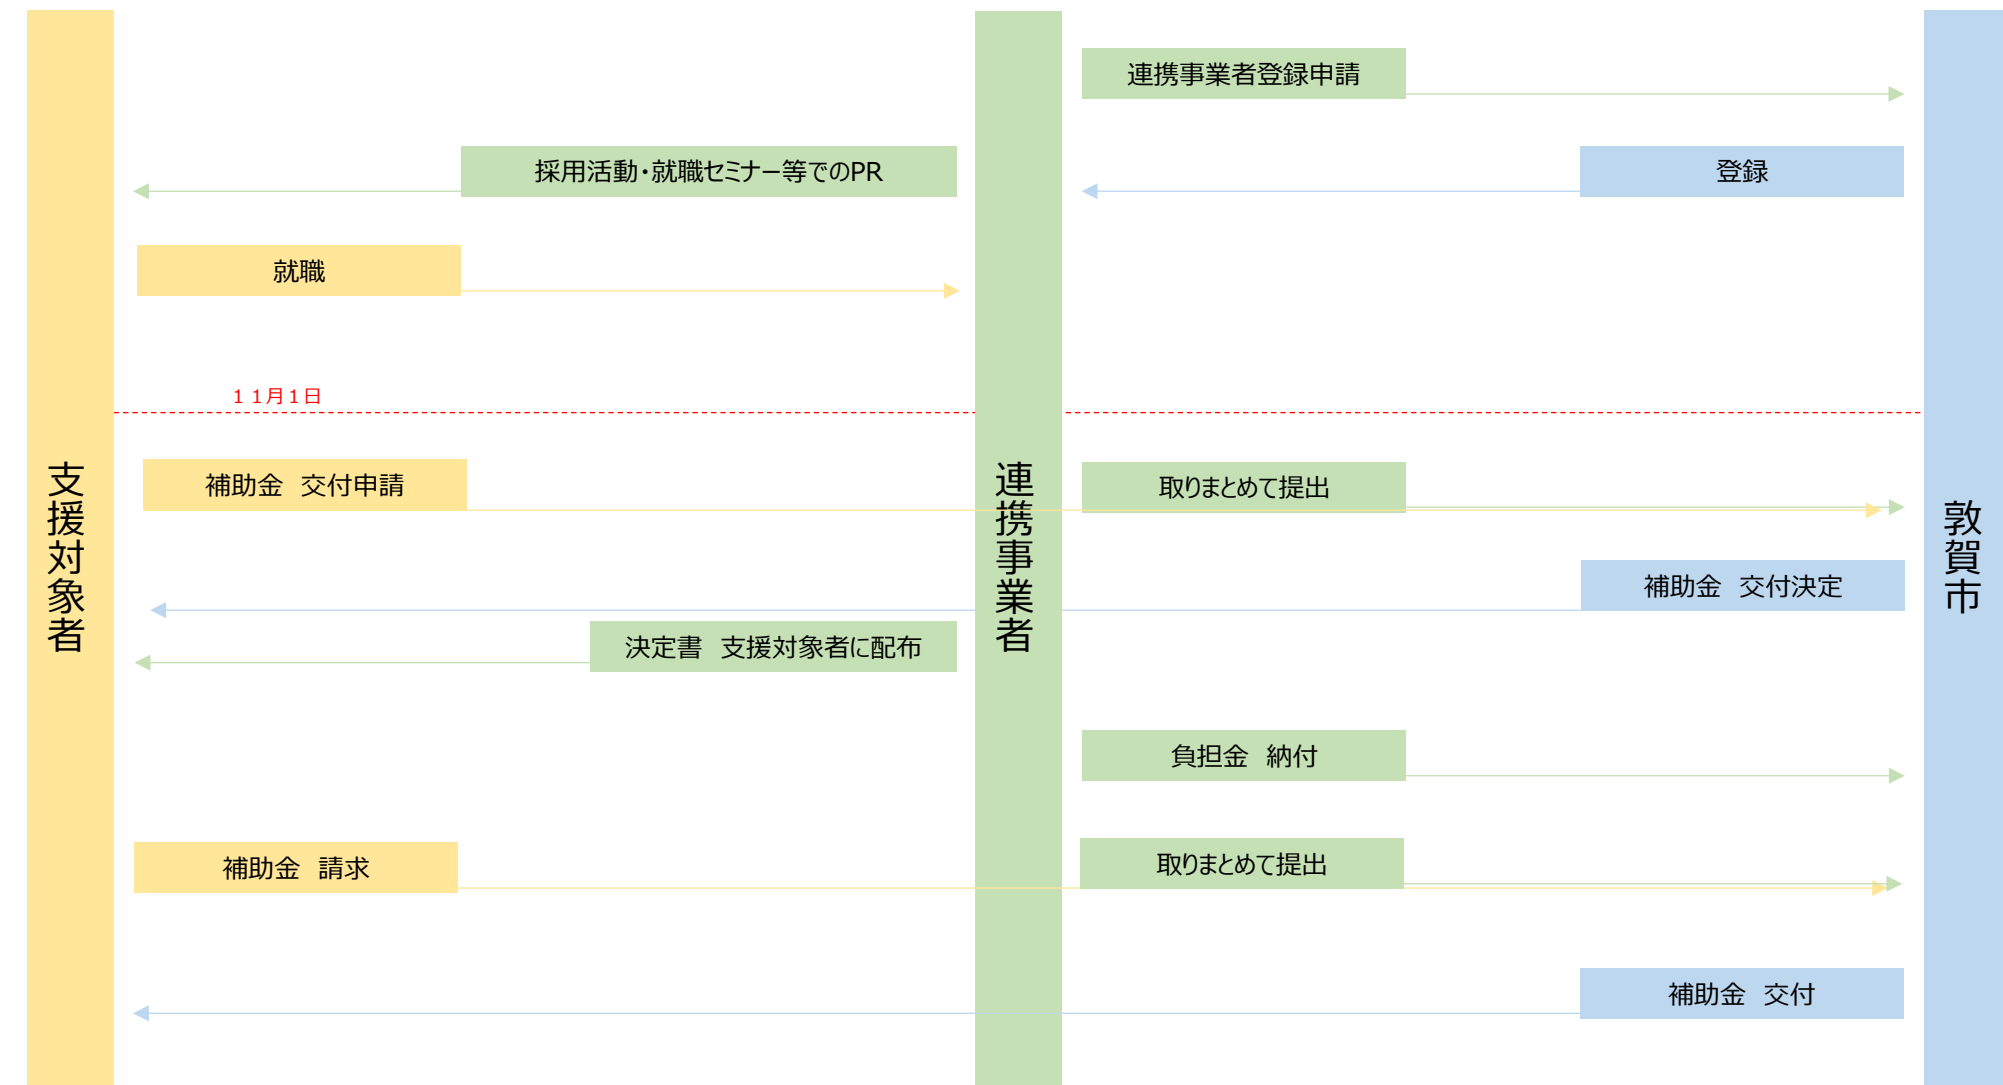 連携事業者登録申請
採用活動・就職セミナー等でのPR
登録
就職
１１月１日
支援対象者
連携事業者
敦賀市
補助金　交付申請
取りまとめて提出
補助金　交付決定
決定書　支援対象者に配布
負担金　納付
補助金　請求
取りまとめて提出
補助金　交付